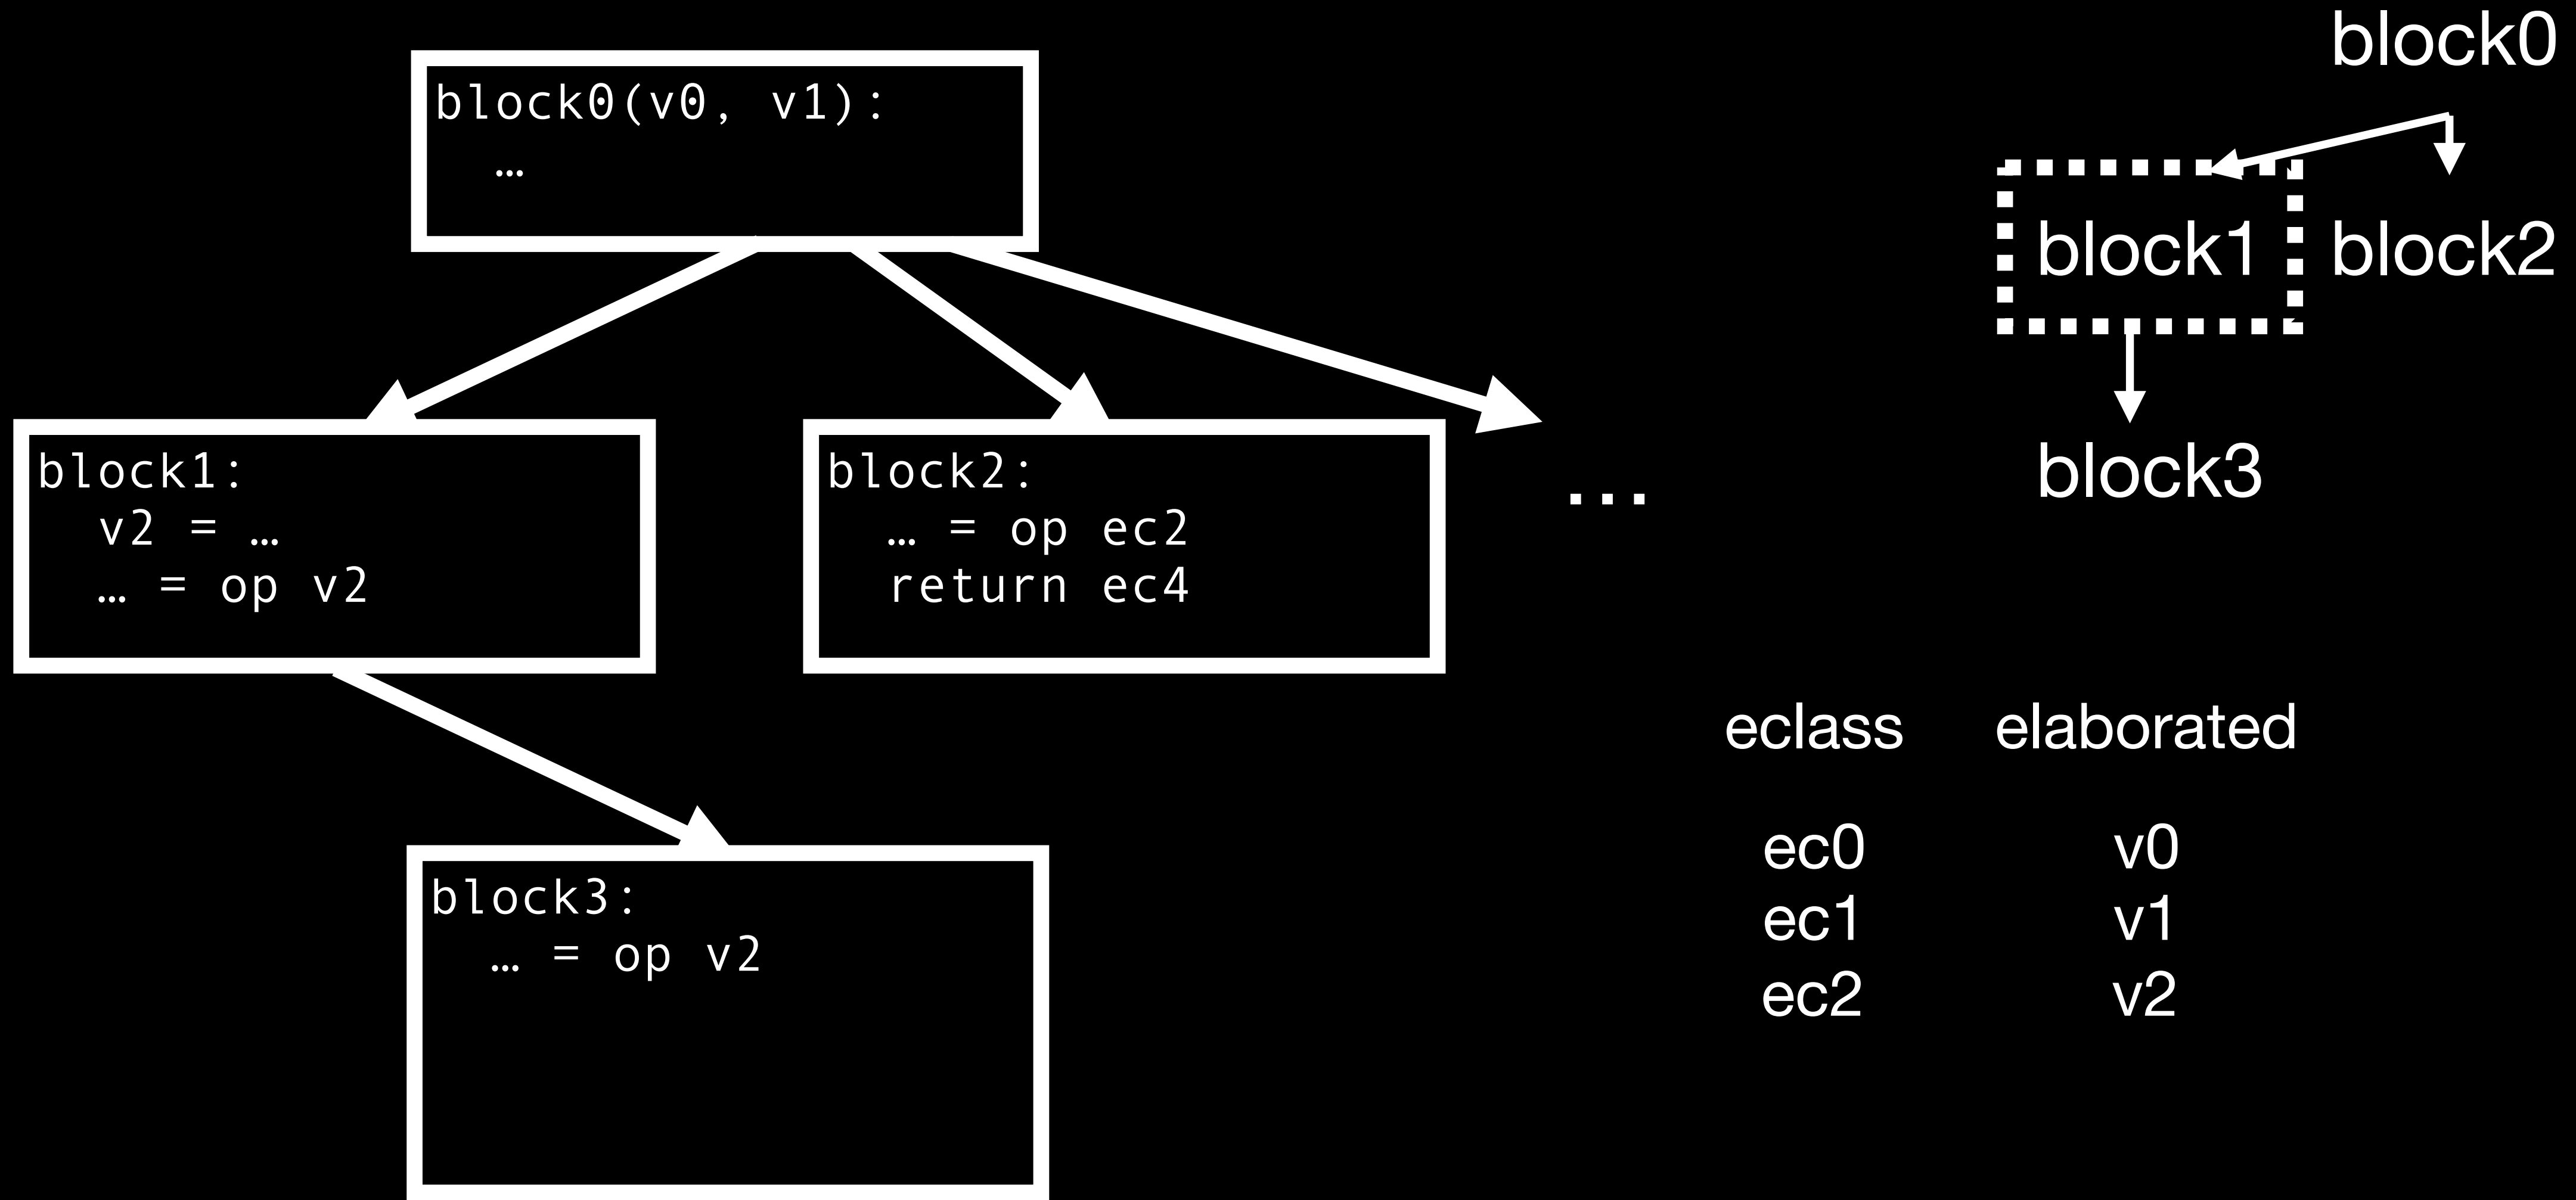 block0(v0, v1):
…
block1:
v2 = …
… = op v2
block2:
… = op ec2
return ec4
...
block3:
… = op v2
block0
block1 block2
block3
eclass elaborated
ec0 v0
ec1 v1
ec2 v2